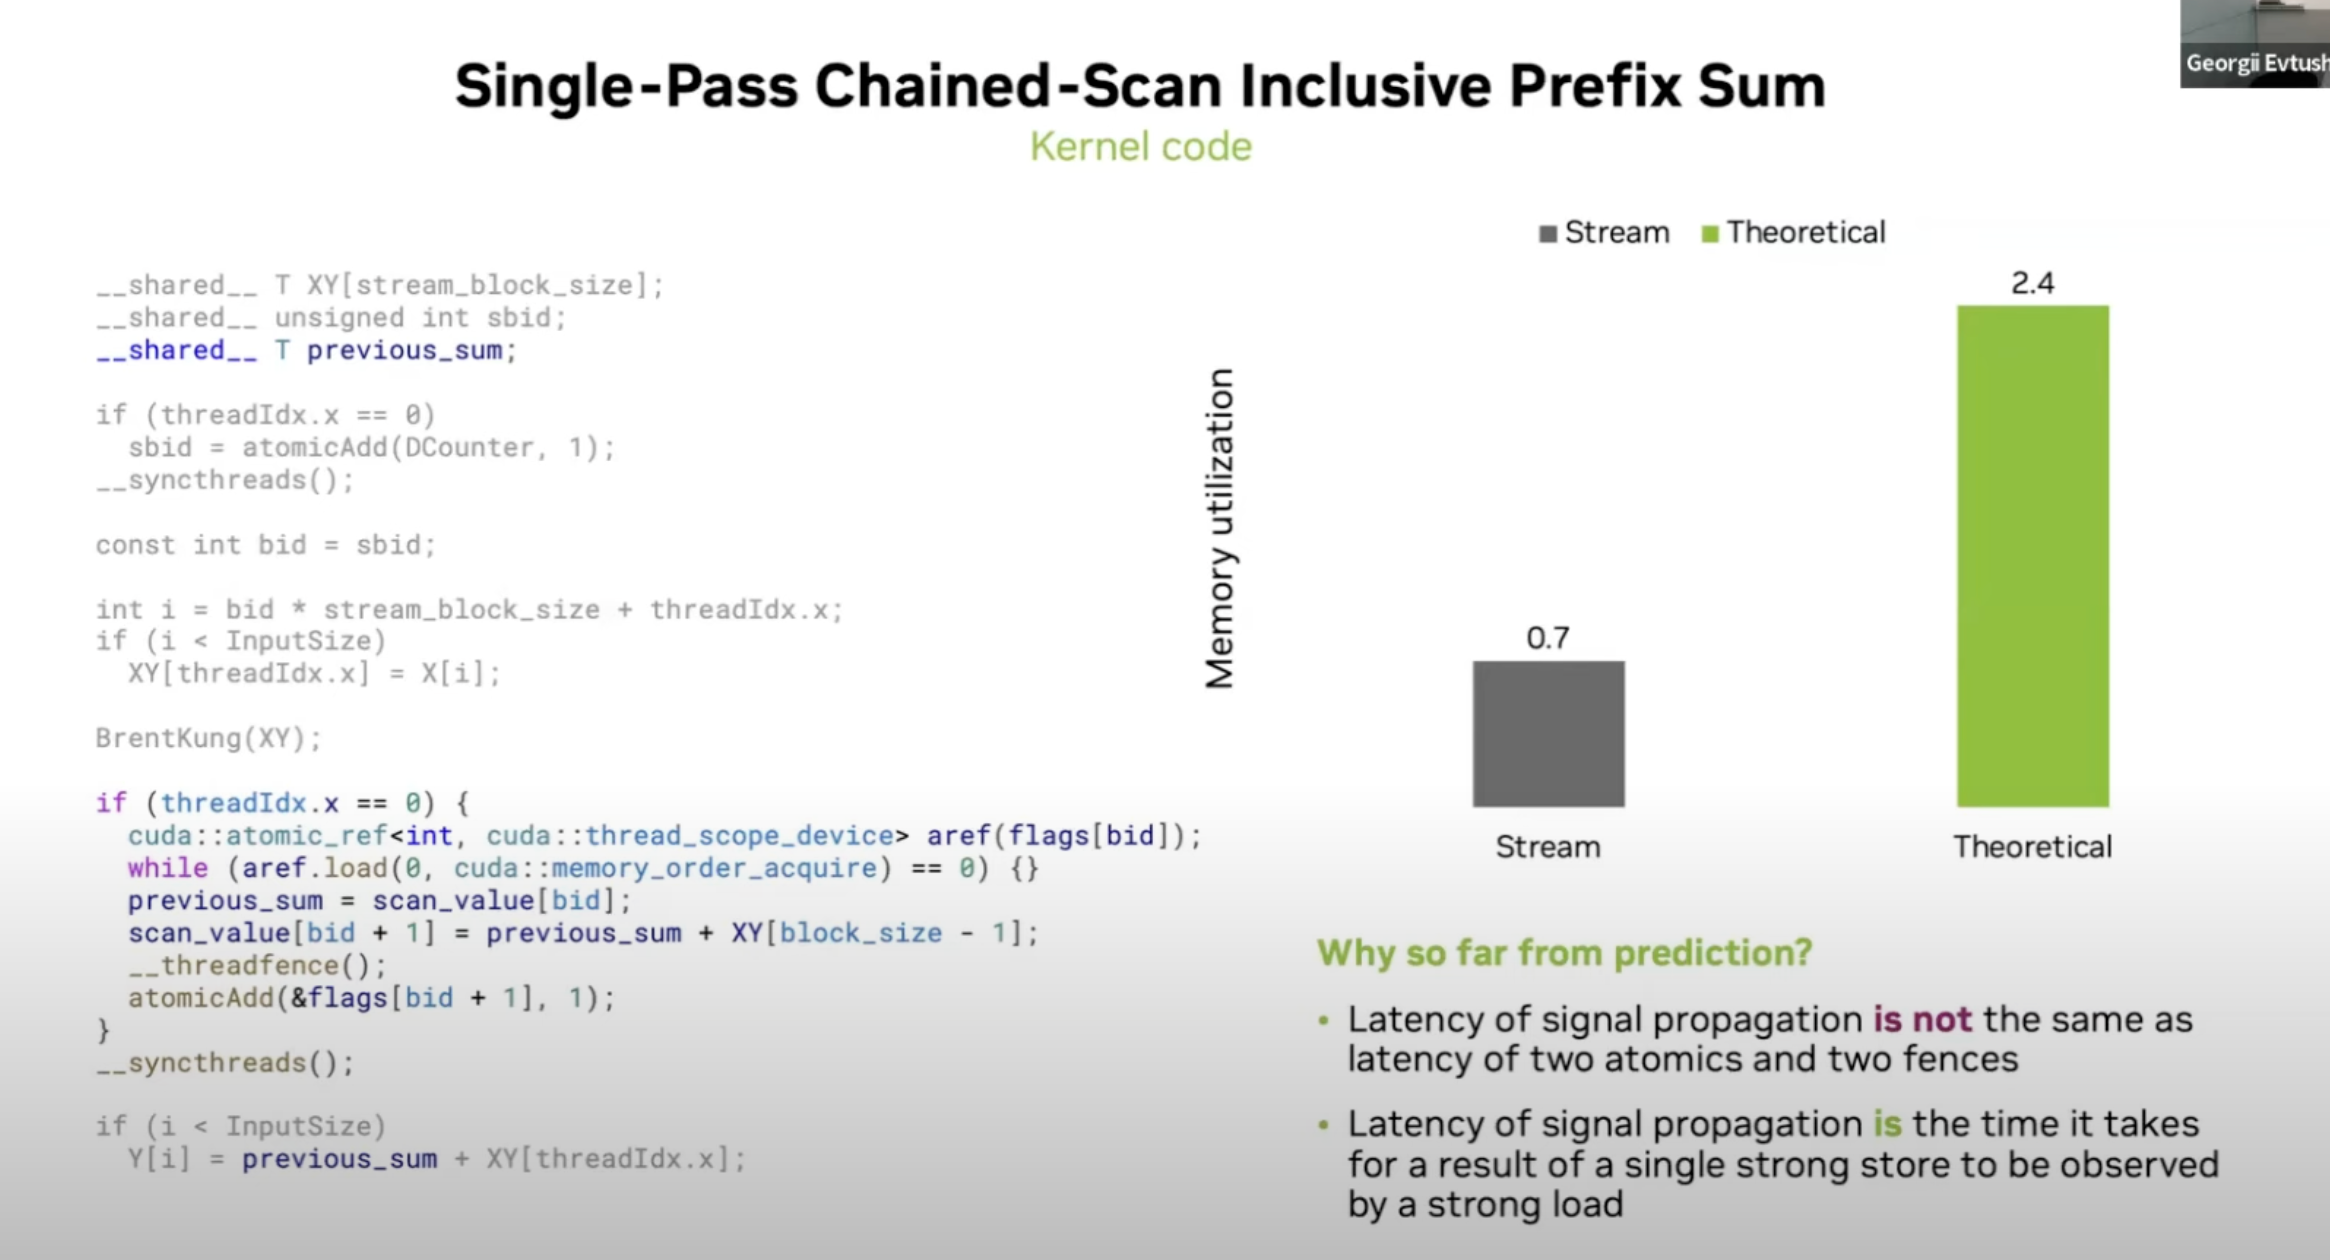 Georgii Evtush
Single-Pass Chained-Scan Inclusive Prefix Sum
Kernel code
__shared__ T XY[stream_block_size];
__shared__ unsigned int sbid;
__shared__ T previous_sum;
if (threadIdx.x == 0)
sbid = atomicAdd(DCounter, 1);
__syncthreads();
const int bid = sbid;
int i = bid * stream_block_size + threadIdx.x;
if (i < InputSize)
XY[threadIdx.x] = X[i];
BrentKung(XY);
if (threadIdx.x == 0) {
cuda::atomic_ref<int, cuda::thread_scope_device> aref(flags[bid]);
while (aref.load(0, cuda::memory_order_acquire) == 0) {}
previous_sum = scan_value[bid];
scan_value[bid + 1] = previous_sum + XY[block_size - 1];
__threadfence();
atomicAdd(&flags[bid + 1], 1);
}
__syncthreads();
if (i < InputSize)
Y[i] = previous_sum + XY[threadIdx.x];
Stream Theoretical
2.4
0.7
Memory utilization
Stream Theoretical
Why so far from prediction?
• Latency of signal propagation is not the same as
latency of two atomics and two fences
• Latency of signal propagation is the time it takes
for a result of a single strong store to be observed
by a strong load